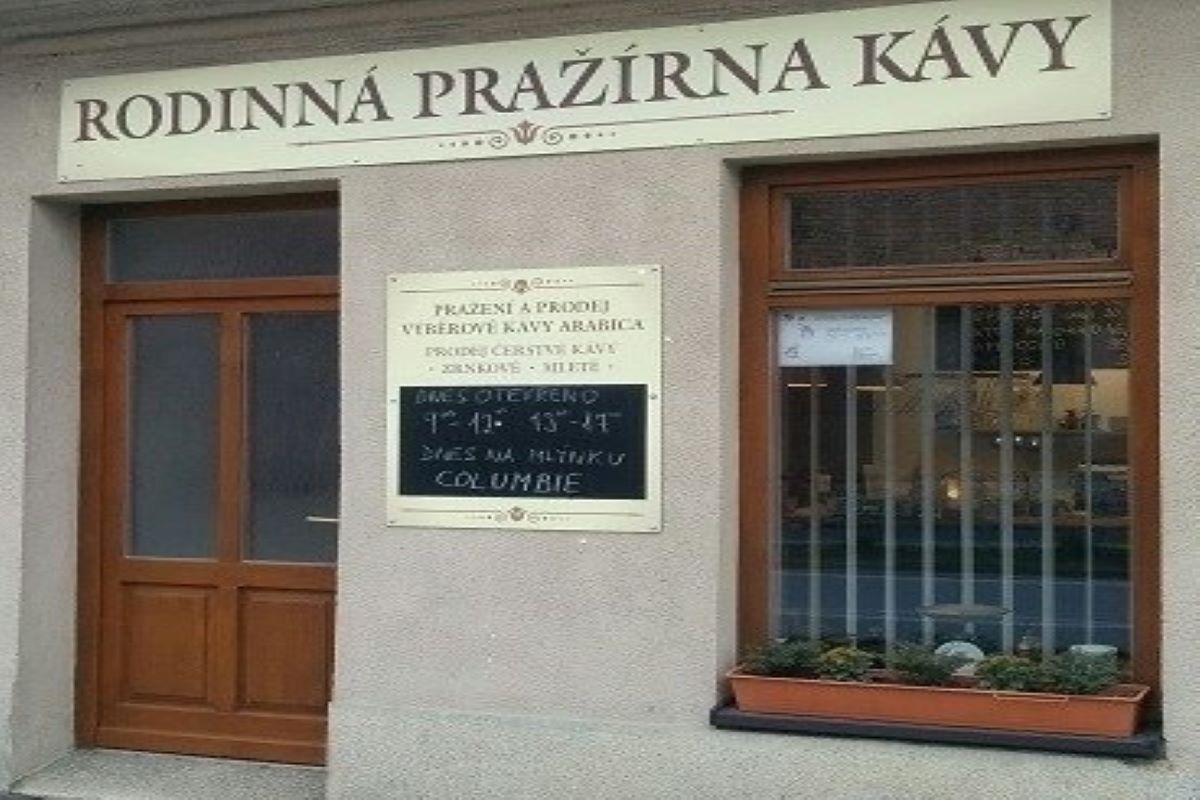 RODINNÁ PRAŽÍRNA KÁVY
PRAŽENÍ A PRODEJ
VÝBĚROVÉ KÁVY ARABICA
PRODEJ ČERSTVÉ KÁVY
· ZRNKOVÉ · MLETÉ ·
DNES OTEVŘENO
DNES NA MLÝNKU
COLUMBIE